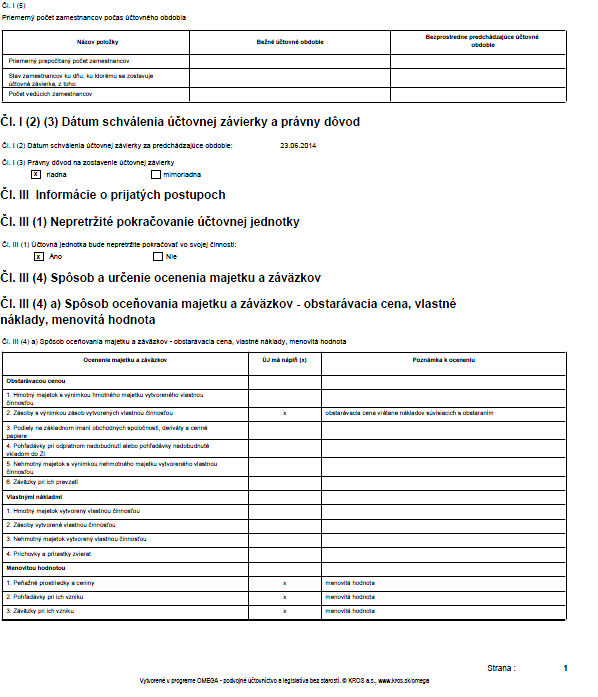 Čl. I (5)
Priemerný počet zamestnancov počas účtovného obdobia
Názov položky
Bežné účtovné obdobie
Bezprostredne predchádzajúce účtovné
obdobie
Priemerný prepočítaný počet zamestnancov
Stav zamestnancov ku dňu, ku ktorému sa zostavuje
účtovná závierka, z toho
Počet vedúcich zamestnancov
Čl. I (2) (3) Dátum schválenia účtovnej závierky a právny dôvod
Čl. I (2) Dátum schválenia účtovnej závierky za predchádzajúce obdobie: 23.06.2014
Čl. I (3) Právny dôvod na zostavenie účtovnej závierky
x riadna mimoriadna
Čl. III Informácie o prijatých postupoch
Čl. III (1) Nepretržité pokračovanie účtovnej jednotky
Čl. III (1) Účtovná jednotka bude nepretržite pokračovať vo svojej činnosti:
x Áno Nie
Čl. III (4) Spôsob a určenie ocenenia majetku a záväzkov
Čl. III (4) a) Spôsob oceňovania majetku a záväzkov - obstarávacia cena, vlastné
náklady, menovitá hodnota
Čl. III (4) a) Spôsob oceňovania majetku a záväzkov - obstarávacia cena, vlastné náklady, menovitá hodnota
Ocenenie majetku a záväzkov ÚJ má náplň (x) Poznámka k oceneniu
Obstarávacou cenou
1. Hmotný majetok s výnimkou hmotného majetku vytvoreného vlastnou
činnosťou
2. Zásoby s výnimkou zásob vytvorených vlastnou činnosťou x obstarávacia cena vrátane nákladov súvisiacich s obstaraním
3. Podiely na základnom imaní obchodných spoločností, deriváty a cenné
papiere
4. Pohľadávky pri odplatnom nadobudnutí alebo pohľadávky nadobudnuté
vkladom do ZI
5. Nehmotný majetok s výnimkou nehmotného majetku vytvoreného vlastnou
činnosťou
6. Záväzky pri ich prevzatí
Vlastnými nákladmi
1. Hmotný majetok vytvorený vlastnou činnosťou
2. Zásoby vytvorené vlastnou činnosťou
3. Nehmotný majetok vytvorený vlastnou činnosťou
4. Príchovky a prírastky zvierat
Menovitou hodnotou
1. Peňažné prostriedky a ceniny x menovitá hodnota
2. Pohľadávky pri ich vzniku x menovitá hodnota
3. Záväzky pri ich vzniku x menovitá hodnota
Strana : 1
Vytvorené v programe OMEGA - podvojné účtovníctvo a legislatíva bez starostí. © KROS a.s., www.kros.sk/omega